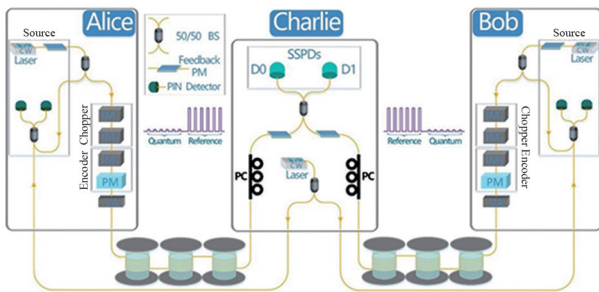 Alice
Source
CW
Laser
Chopper
Encoder
PM
50/50 BS
Feedback
PM
PIN Detector
Quantum
Reference
Charlie
SSPDs
D0
D1
PC
CW
Laser
PC
Reference
Quantum
Bob
Source
CW
Laser
Chopper
Encoder
PM